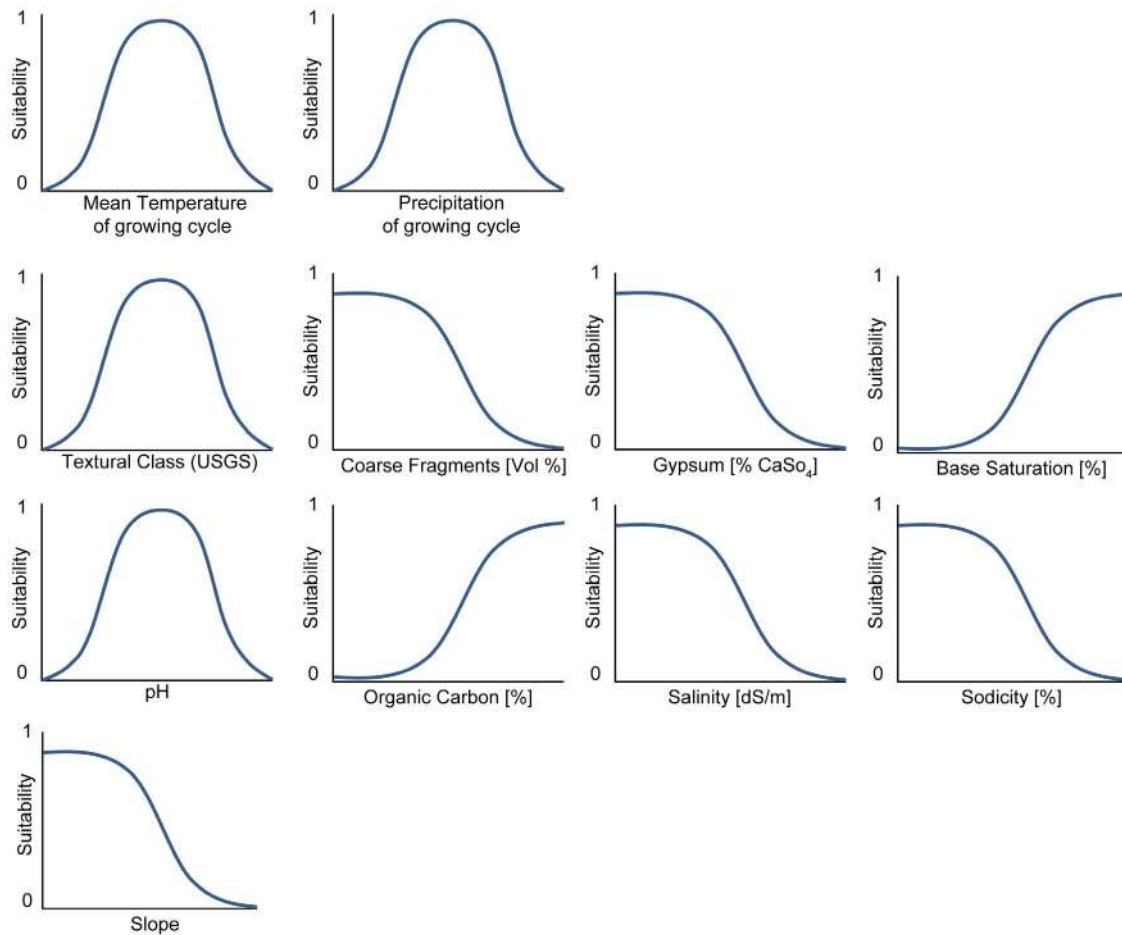 1
Suitability
0
Mean Temperature
of growing cycle
1
Suitability
0
Precipitation
of growing cycle
1
Suitability
0
Textural Class (USGS)
1
Suitability
0
Coarse Fragments [Vol %]
1
Suitability
0
Gypsum [% CaSo₄]
1
Suitability
0
Base Saturation [%]
1
Suitability
0
pH
1
Suitability
0
Organic Carbon [%]
1
Suitability
0
Salinity [dS/m]
1
Suitability
0
Sodicity [%]
1
Suitability
0
Slope